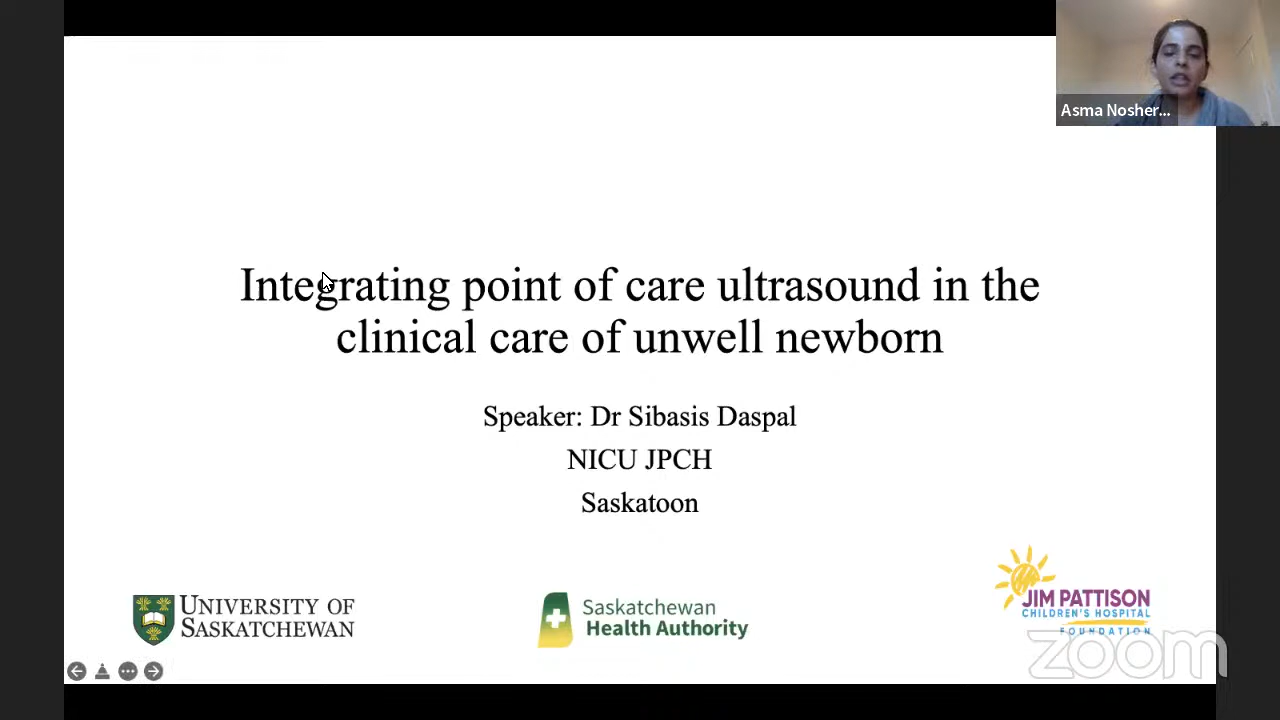 Asma Nosher...
Integrating point of care ultrasound in the
clinical care of unwell newborn
Speaker: Dr Sibasis Daspal
NICU JPCH
Saskatoon
UNIVERSITY OF
SASKATCHEWAN
Saskatchewan
Health Authority
JIM PATTISON
CHILDREN'S HOSPITAL
FOUNDATION
zoom